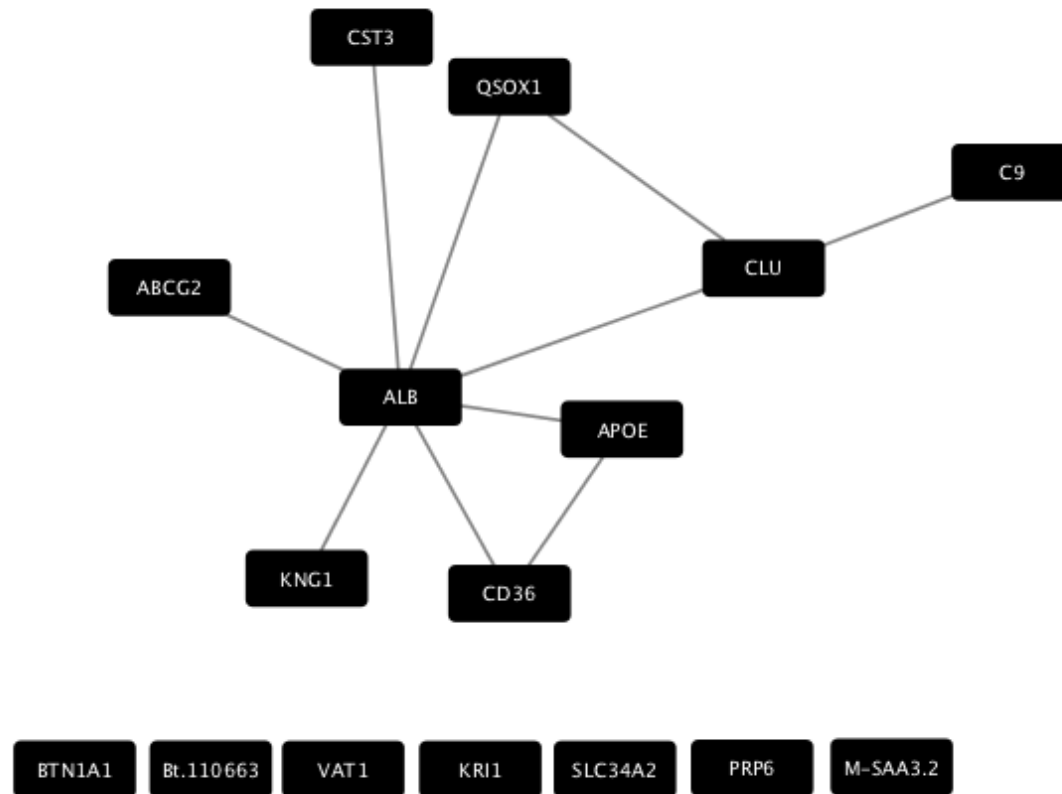 CST3
QSOX1
C9
CLU
ABCG2
ALB
APOE
KNG1
CD36
BTN1A1
Bt.110663
VAT1
KRI1
SLC34A2
PRP6
M-SAA3.2